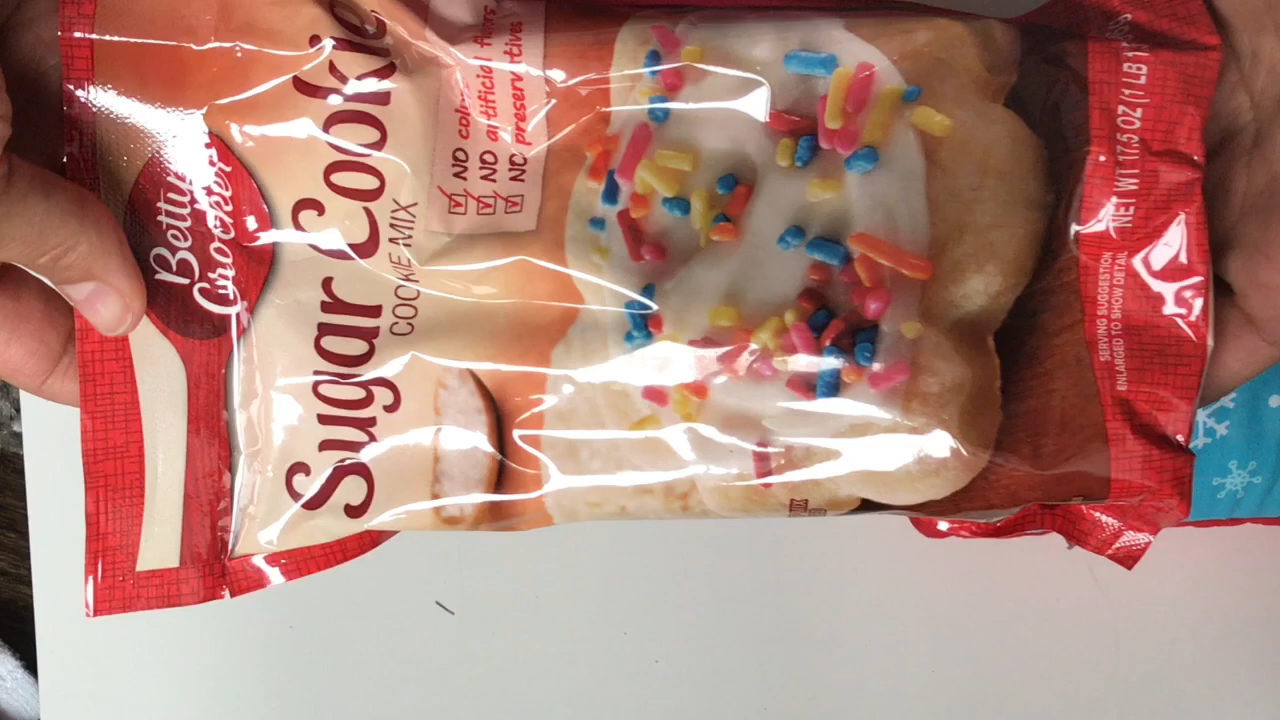 Betty
Crocker
Sugar Cookie
COOKIE MIX
NO colors
NO artificial flavors
NO preservatives
SERVING SUGGESTION
ENLARGED TO SHOW DETAIL
NET WT 17.5 OZ (1 LB 1